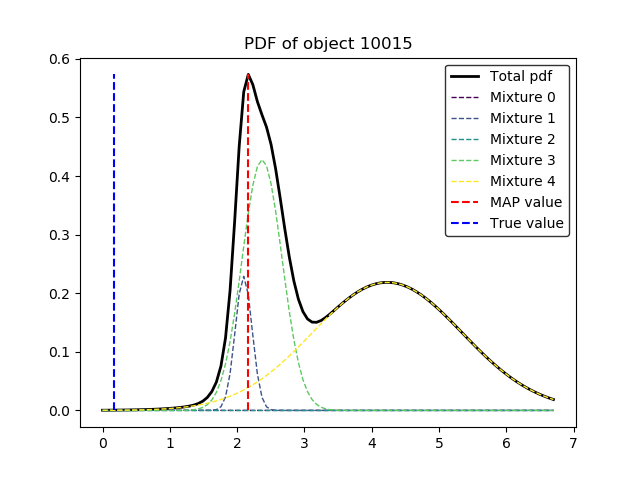 PDF of object 10015
0.6
0.5
0.4
0.3
0.2
0.1
0.0
0 1 2 3 4 5 6 7
Total pdf
Mixture 0
Mixture 1
Mixture 2
Mixture 3
Mixture 4
MAP value
True value